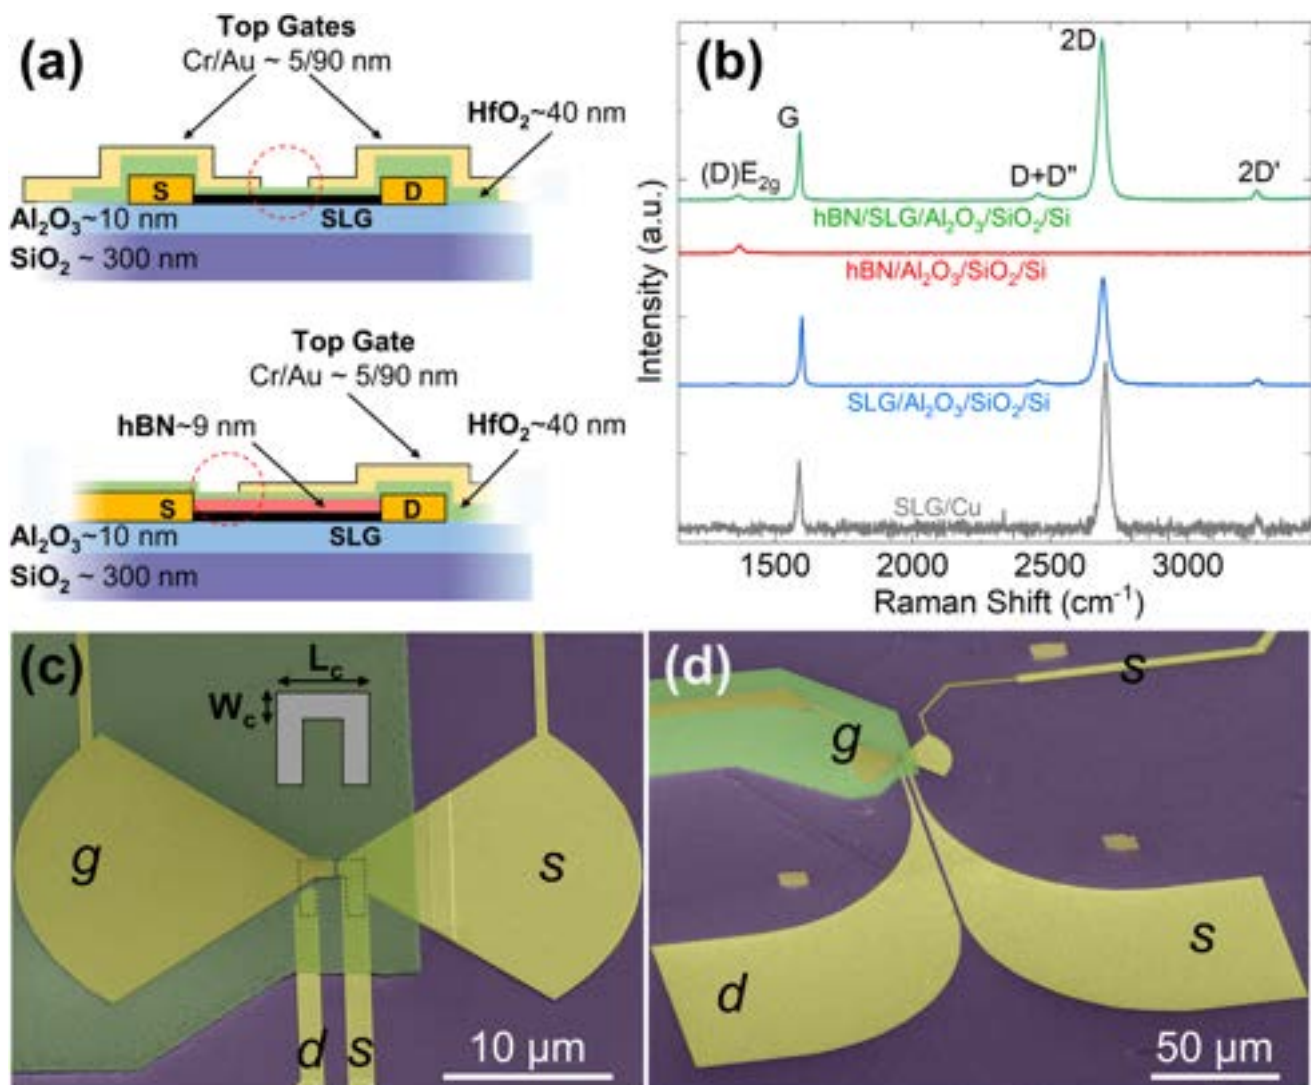 (a)
Top Gates
Cr/Au ~ 5/90 nm
HfO₂~40 nm
S
D
Al₂O₃~10 nm
SLG
SiO₂ ~ 300 nm
Top Gate
Cr/Au ~ 5/90 nm
hBN~9 nm
HfO₂~40 nm
S
D
Al₂O₃~10 nm
SLG
SiO₂ ~ 300 nm
(b)
2D
G
(D)E₂g
D+D"
2D'
hBN/SLG/Al₂O₃/SiO₂/Si
hBN/Al₂O₃/SiO₂/Si
SLG/Al₂O₃/SiO₂/Si
SLG/Cu
Intensity (a.u.)
1500 2000 2500 3000
Raman Shift (cm⁻¹)
(c)
Lc
Wc
g
s
d s
10 µm
(d)
s
g
s
d
50 µm